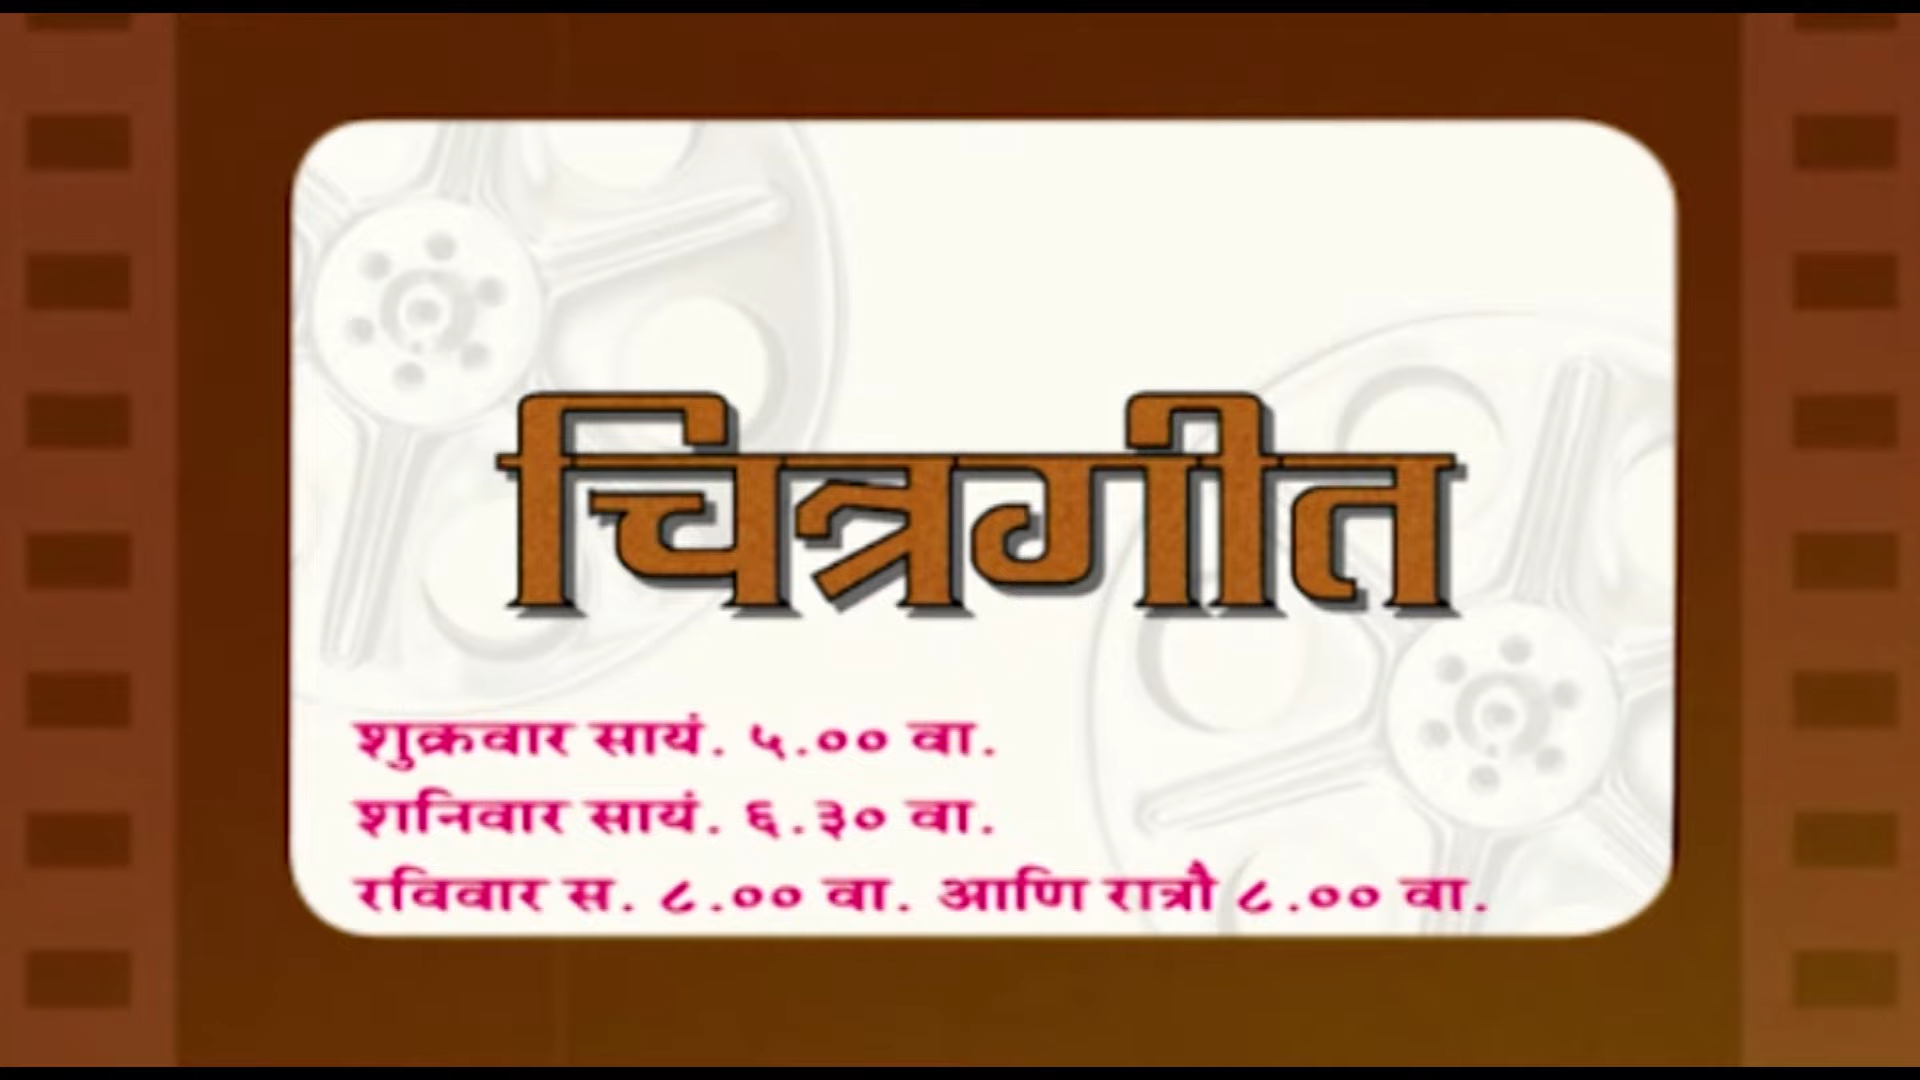 चित्रगीत
शुक्रवार सायं. ५.०० वा.
शनिवार सायं. ६.३० वा.
रविवार स. ८.०० वा. आणि रात्रौ ८.०० वा.